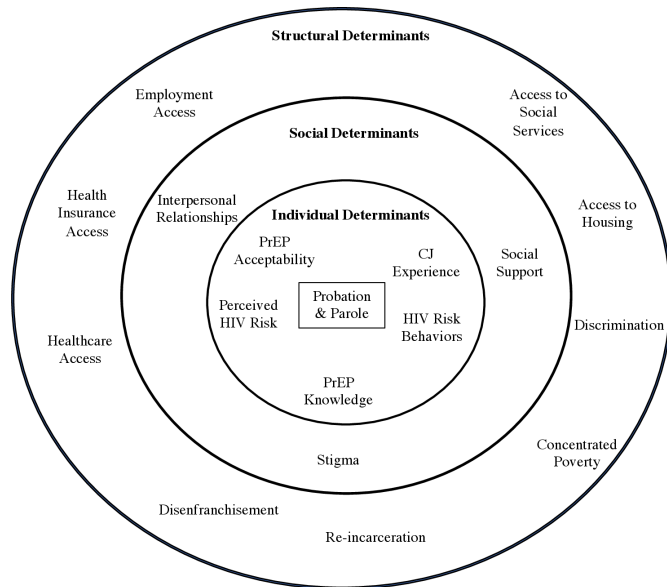 Structural Determinants
Employment
Access
Access to
Social
Services
Social Determinants
Health
Insurance
Access
Interpersonal
Relationships
Access to
Housing
Individual Determinants
PrEP
Acceptability
CJ
Experience
Social
Support
Perceived
HIV Risk
Probation
& Parole
HIV Risk
Behaviors
Discrimination
Healthcare
Access
PrEP
Knowledge
Stigma
Concentrated
Poverty
Disenfranchisement
Re-incarceration